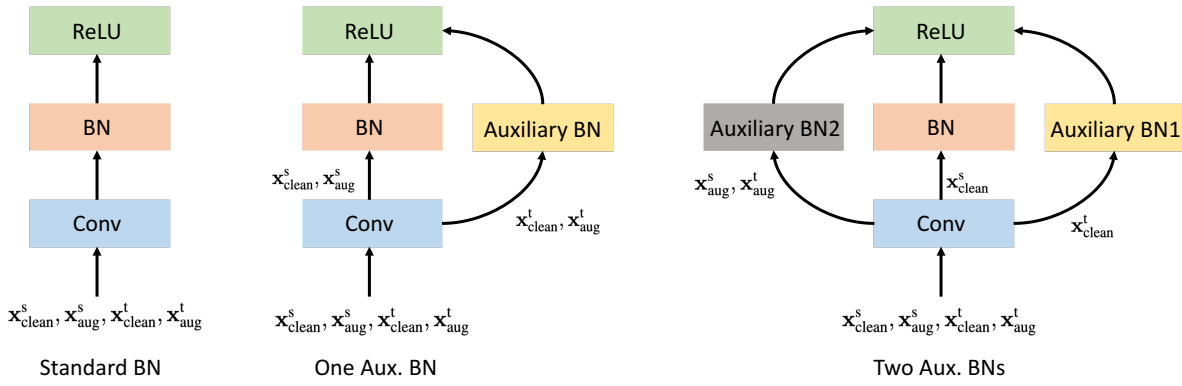 ReLU
BN
Conv
x^s_clean, x^s_aug, x^t_clean, x^t_aug
Standard BN
ReLU
BN
Auxiliary BN
x^s_clean, x^s_aug
Conv
x^t_clean, x^t_aug
x^s_clean, x^s_aug, x^t_clean, x^t_aug
One Aux. BN
ReLU
Auxiliary BN2
BN
Auxiliary BN1
x^s_aug, x^t_aug
x^s_clean
Conv
x^t_clean
x^s_clean, x^s_aug, x^t_clean, x^t_aug
Two Aux. BNs